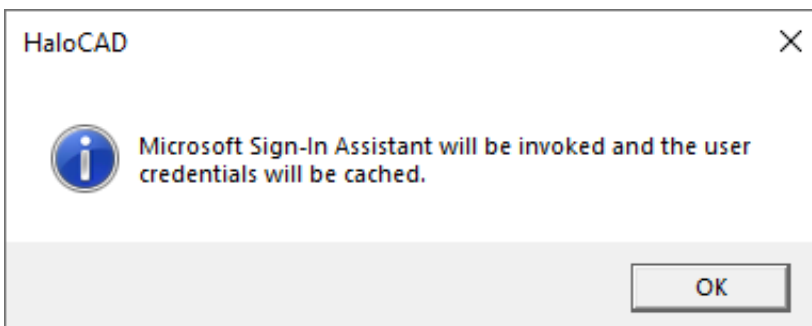 HaloCAD
Microsoft Sign-In Assistant will be invoked and the user
credentials will be cached.
OK